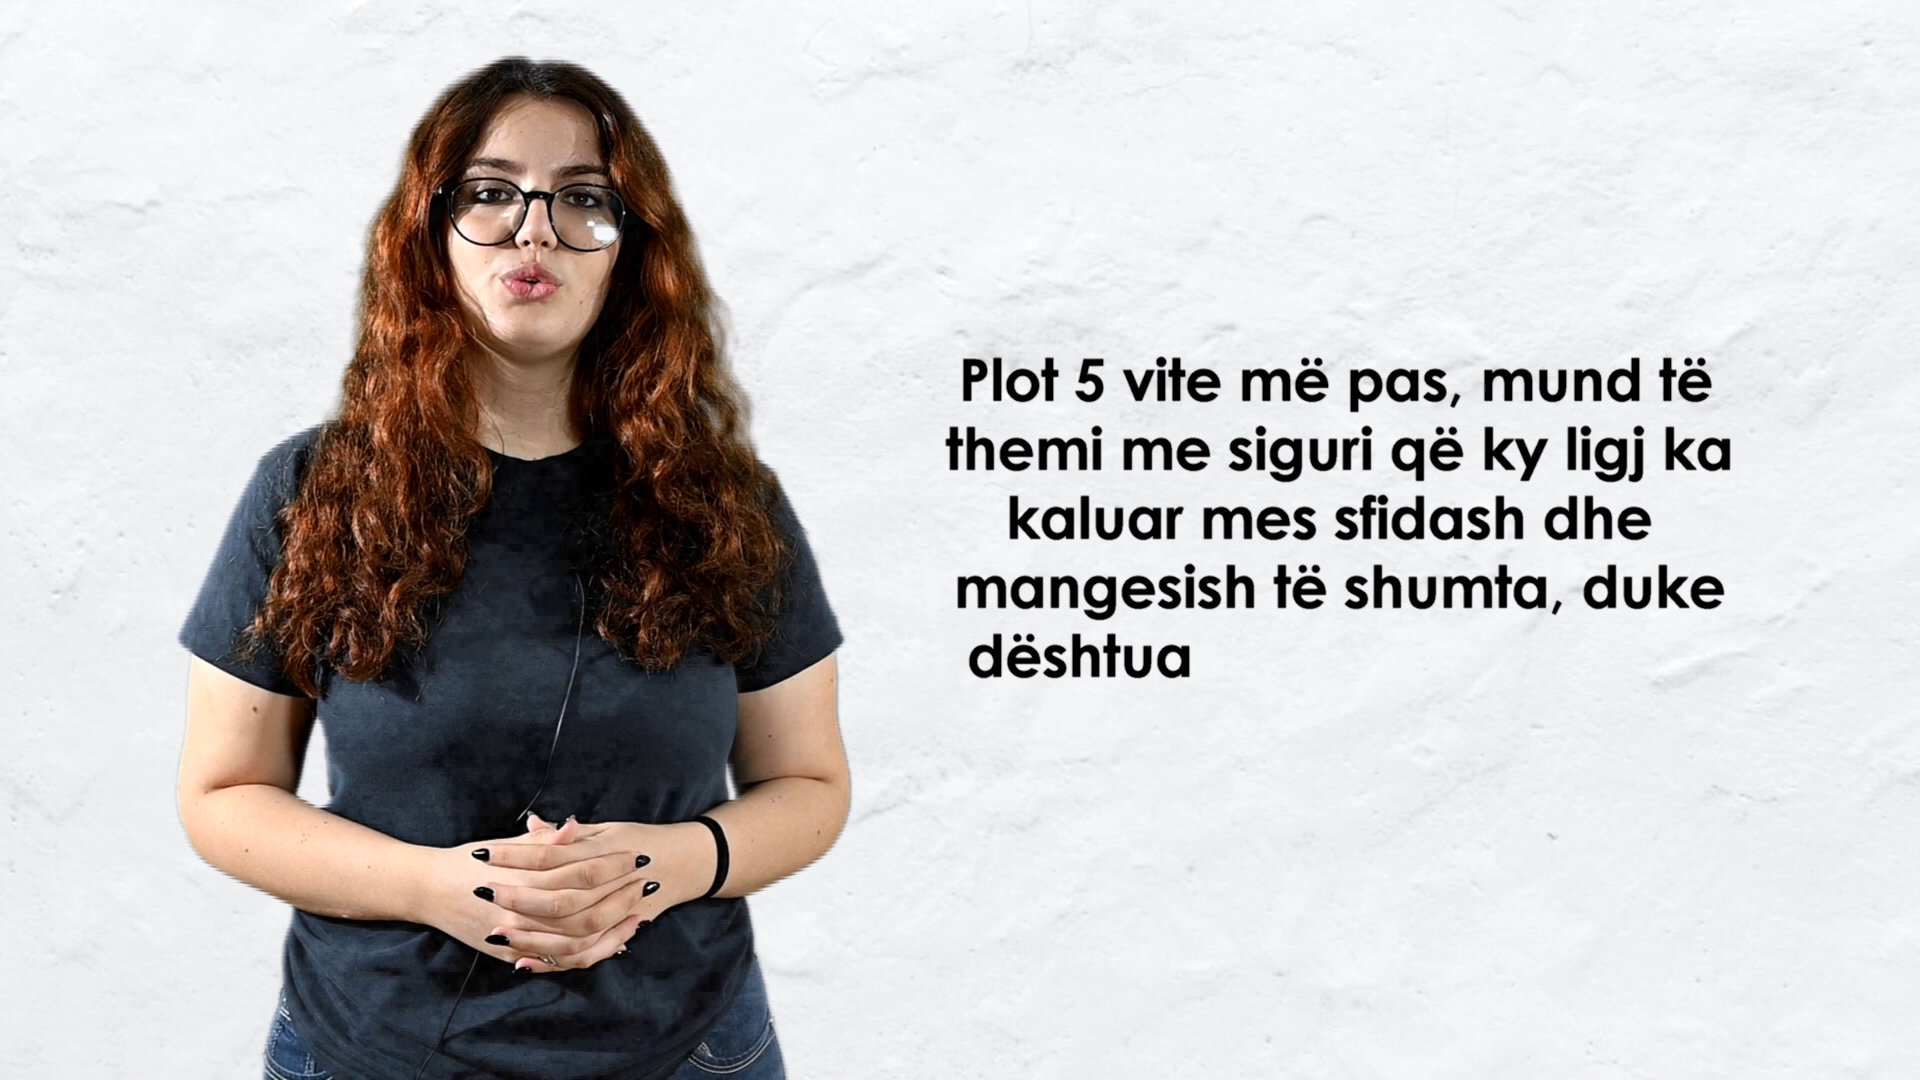 Plot 5 vite më pas, mund të
themi me siguri që ky ligj ka
kaluar mes sfidash dhe
mangesish të shumta, duke
dështua